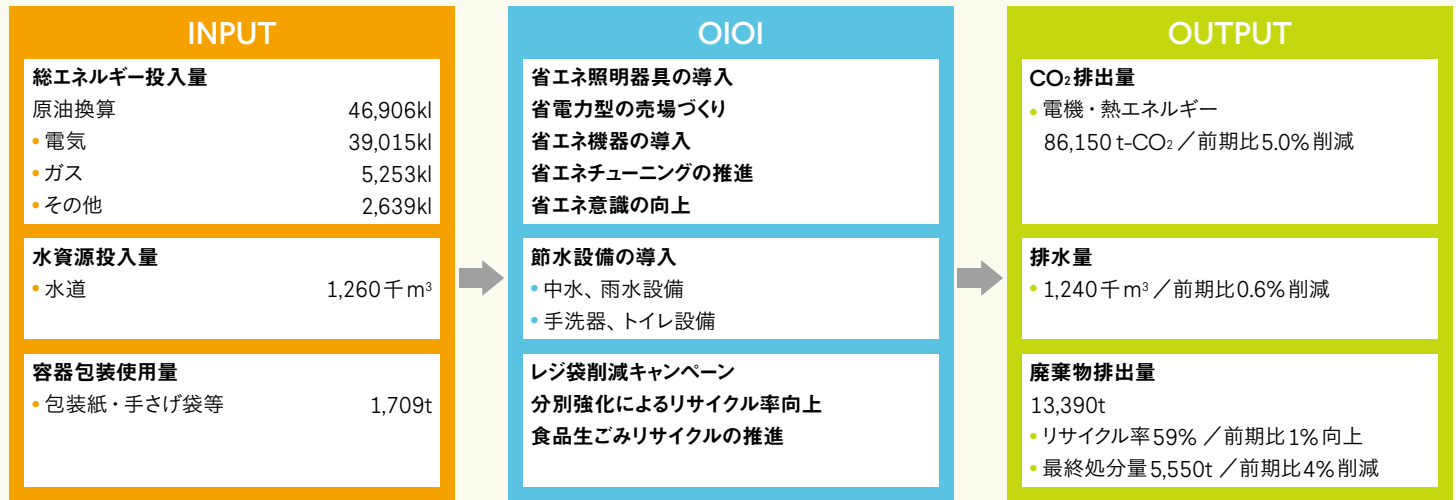 INPUT
総エネルギー投入量
原油換算 46,906kl
• 電気 39,015kl
• ガス 5,253kl
• その他 2,639kl
水資源投入量
• 水道 1,260千m³
容器包装使用量
• 包装紙・手さげ袋等 1,709t
OIOI
省エネ照明器具の導入
省電力型の売場づくり
省エネ機器の導入
省エネチューニングの推進
省エネ意識の向上
節水設備の導入
• 中水、雨水設備
• 手洗器、トイレ設備
レジ袋削減キャンペーン
分別強化によるリサイクル率向上
食品生ごみリサイクルの推進
OUTPUT
CO₂排出量
• 電機・熱エネルギー
86,150 t-CO₂ ／前期比5.0%削減
排水量
• 1,240千m³ ／前期比0.6%削減
廃棄物排出量
13,390t
• リサイクル率59% ／前期比1%向上
• 最終処分量5,550t ／前期比4%削減